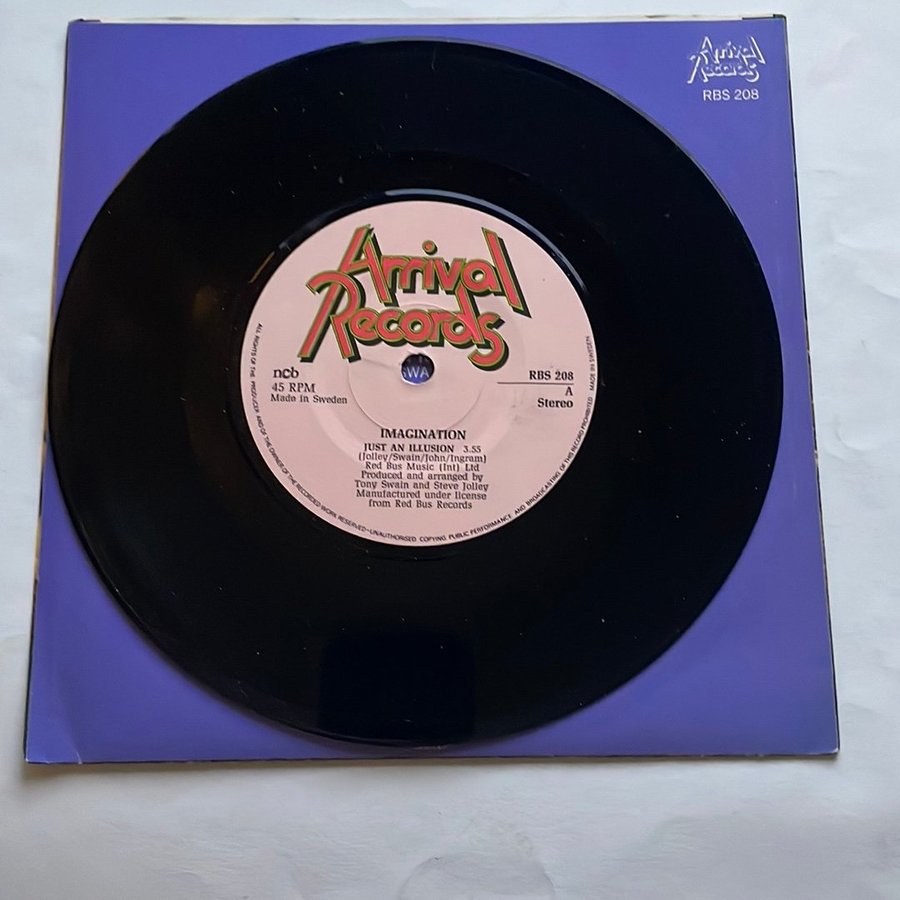 Arrival
Records
RBS 208
Arrival
Records
ncb
45 RPM
Made in Sweden
WA
RBS 208
A
Stereo
IMAGINATION
JUST AN ILLUSION 3.55
(Jolley/Swain/John/Ingram)
Red Bus Music (Int) Ltd
Produced and arranged by
Tony Swain and Steve Jolley
Manufactured under license
from Red Bus Records
ALL RIGHTS OF THE PRODUCER AND OF THE OWNER OF THE RECORDED WORK RESERVED–UNAUTHORISED COPYING PUBLIC PERFORMANCE AND BROADCASTING OF THIS RECORD PROHIBITED MADE IN SWEDEN